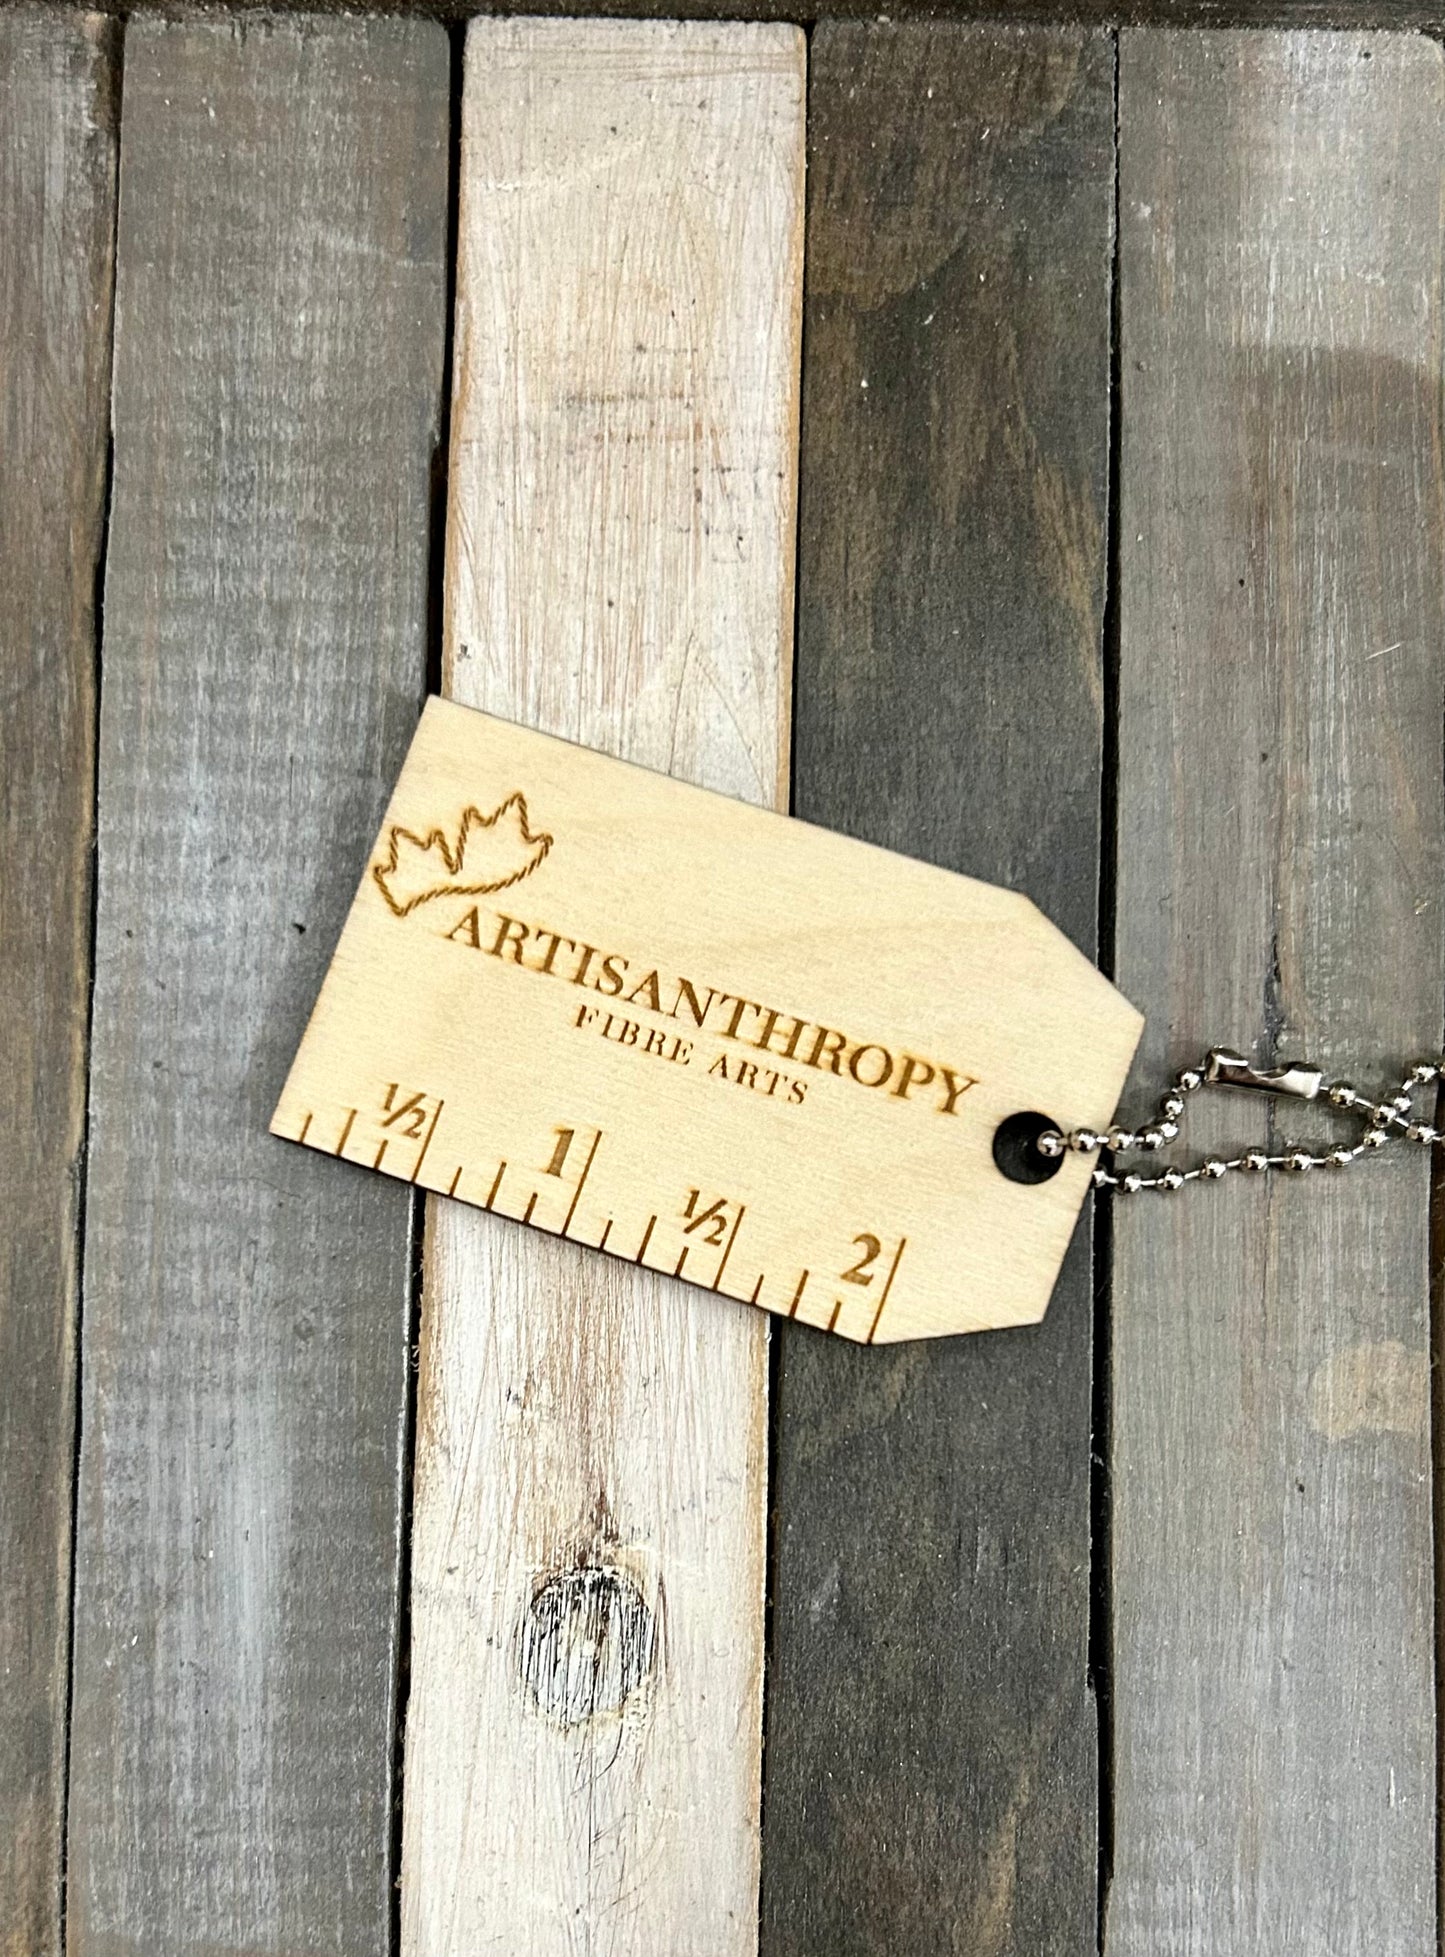 ARTISANTHROPY
FIBRE ARTS
½ 1 ½ 2